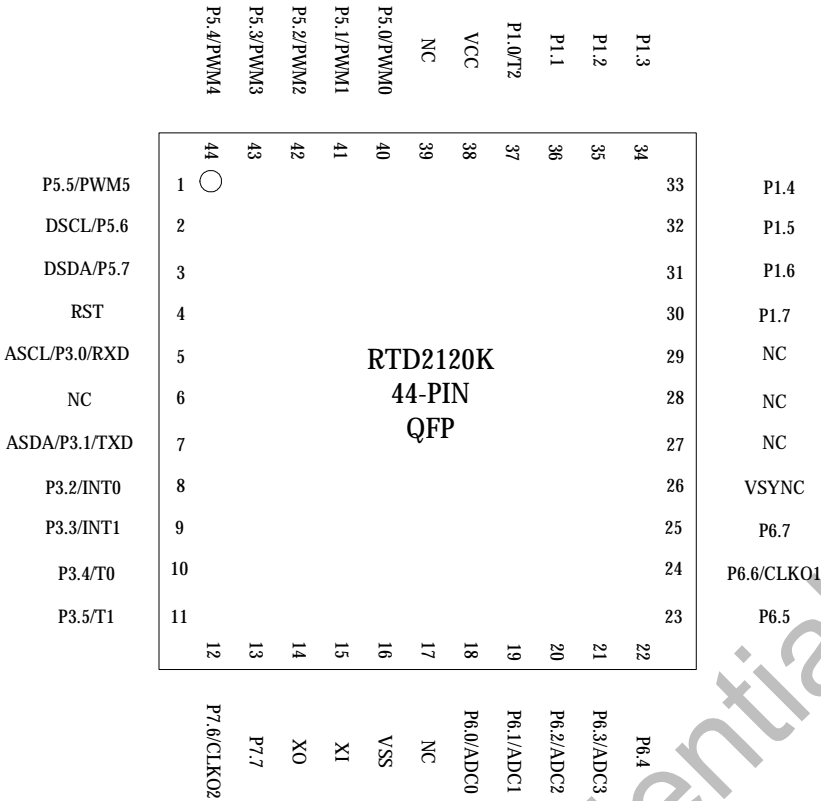 P5.4/PWM4
P5.3/PWM3
P5.2/PWM2
P5.1/PWM1
P5.0/PWM0
NC
VCC
P1.0/T2
P1.1
P1.2
P1.3
44
43
42
41
40
39
38
37
36
35
34
P5.5/PWM5 1
DSCL/P5.6 2
DSDA/P5.7 3
RST 4
ASCL/P3.0/RXD 5
NC 6
ASDA/P3.1/TXD 7
P3.2/INT0 8
P3.3/INT1 9
P3.4/T0 10
P3.5/T1 11
RTD2120K
44-PIN
QFP
33 P1.4
32 P1.5
31 P1.6
30 P1.7
29 NC
28 NC
27 NC
26 VSYNC
25 P6.7
24 P6.6/CLKO1
23 P6.5
12
13
14
15
16
17
18
19
20
21
22
P7.6/CLKO2
P7.7
XO
XI
VSS
NC
P6.0/ADC0
P6.1/ADC1
P6.2/ADC2
P6.3/ADC3
P6.4